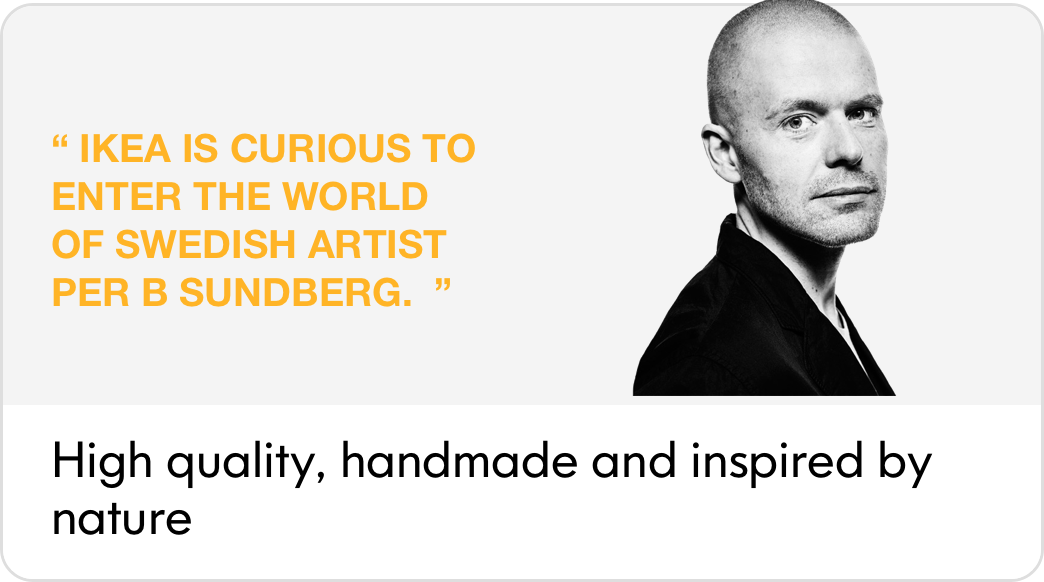 “ IKEA IS CURIOUS TO
ENTER THE WORLD
OF SWEDISH ARTIST
PER B SUNDBERG.  ”
High quality, handmade and inspired by
nature